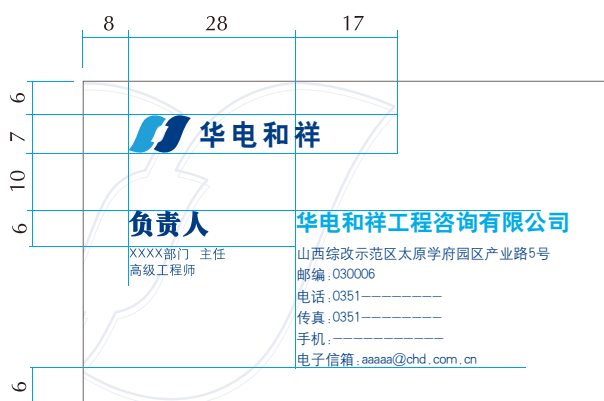 8 28 17
6
7
华电和祥
10
6
负责人
XXXX部门 主任
高级工程师
华电和祥工程咨询有限公司
山西综改示范区太原学府园区产业路5号
邮编:030006
电话:0351————————
传真:0351————————
手机:———————————
电子信箱:aaaaa@chd.com.cn
6